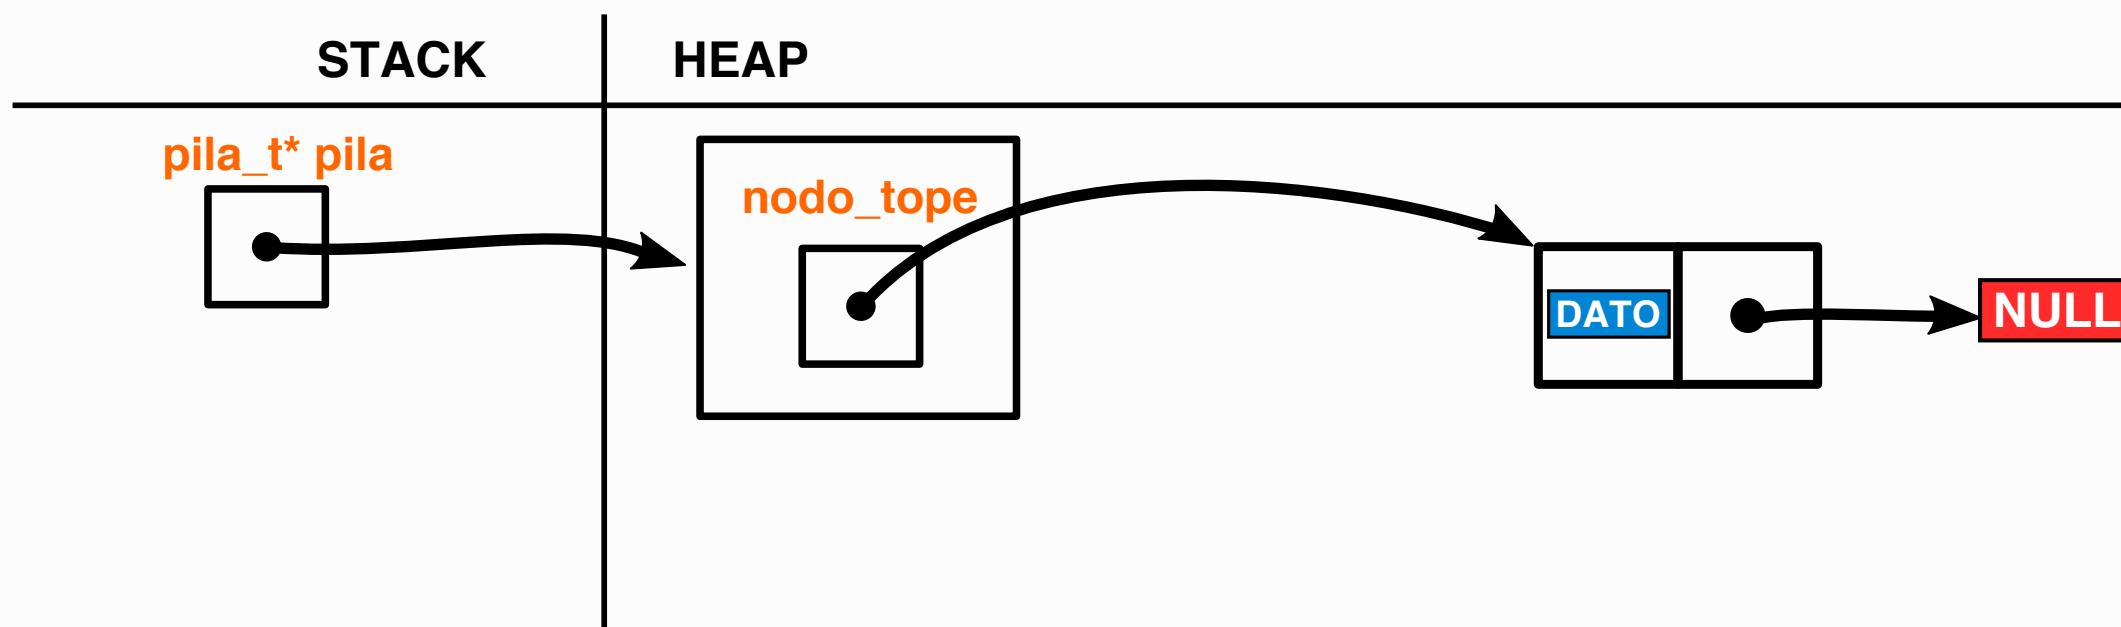 STACK
HEAP
pila_t* pila
nodo_tope
DATO
NULL